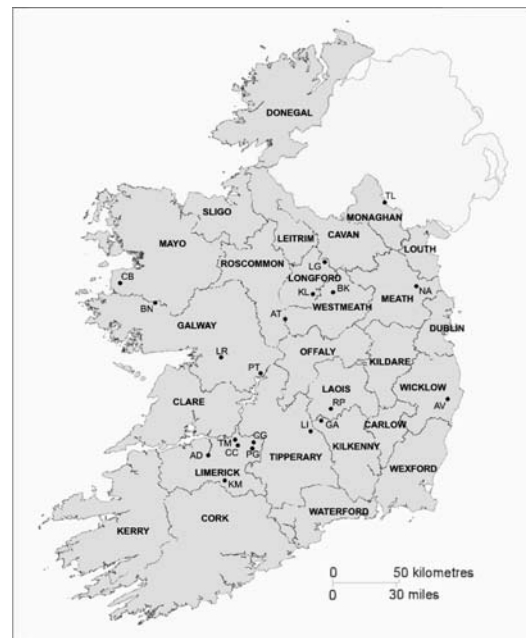 DONEGAL
TL
MONAGHAN
SLIGO
LEITRIM
CAVAN
MAYO
LOUTH
ROSCOMMON
LG
LONGFORD
CB
KL
BK
MEATH
NA
BN
WESTMEATH
AT
GALWAY
DUBLIN
OFFALY
LR
KILDARE
PT
LAOIS
WICKLOW
CLARE
RP
AV
GA
CARLOW
LI
TM
CG
CC
PG
KILKENNY
AD
TIPPERARY
LIMERICK
WEXFORD
KM
WATERFORD
CORK
KERRY
0 50 kilometres
0 30 miles